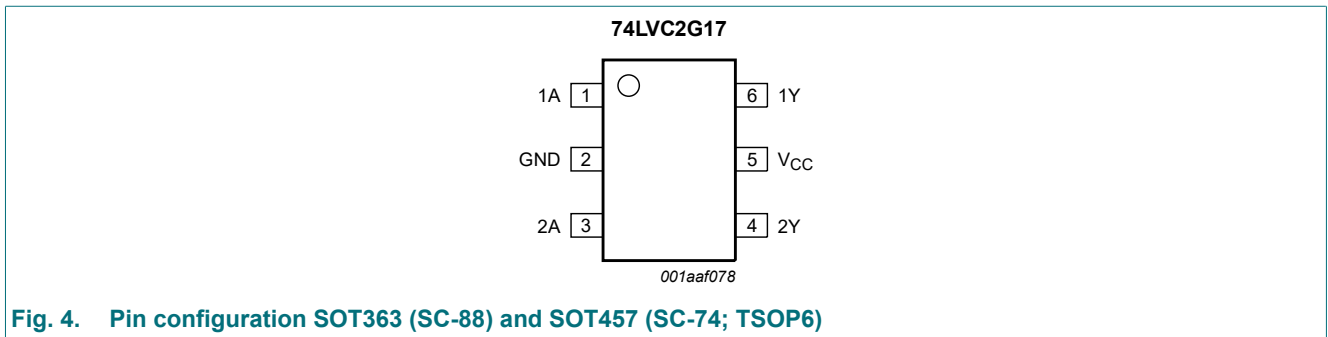 74LVC2G17
1A 1 6 1Y
GND 2 5 VCC
2A 3 4 2Y
001aaf078
Fig. 4. Pin configuration SOT363 (SC-88) and SOT457 (SC-74; TSOP6)